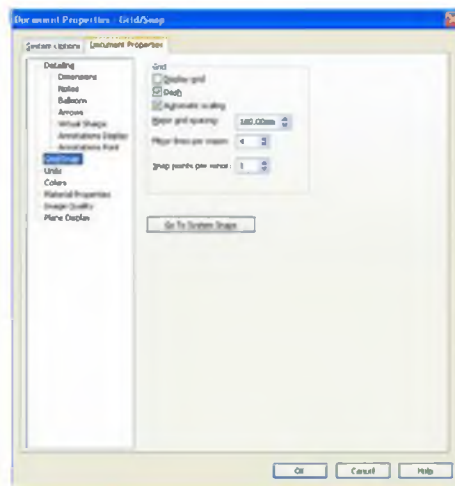 Document Properties - Grid/Snap
System Options
Document Properties
Detailing
Dimensions
Notes
Balloons
Arrows
Virtual Sharps
Annotations Display
Annotations Font
Grid/Snap
Units
Colors
Material Properties
Image Quality
Plane Display
Grid
Display grid
Dash
Automatic scaling
Major grid spacing: 100.00mm
Minor lines per major: 4
Snap points per minor: 1
Go To System Snaps
OK
Cancel
Help